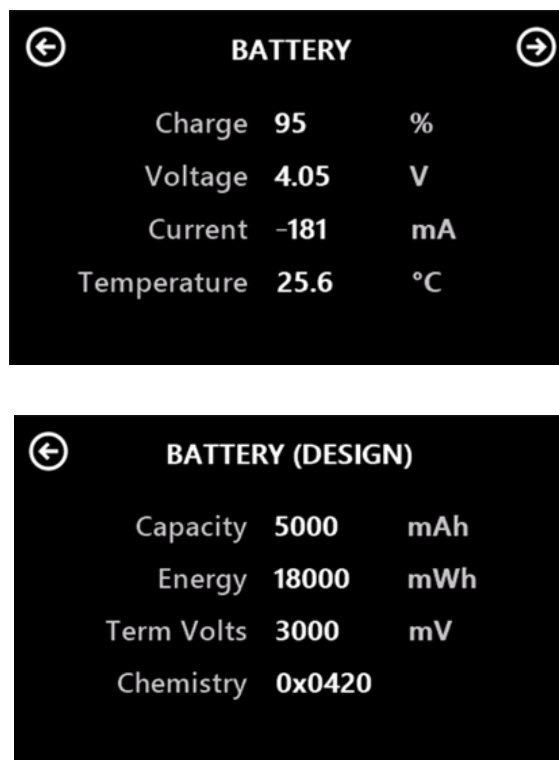 BATTERY
Charge 95 %
Voltage 4.05 V
Current -181 mA
Temperature 25.6 °C
BATTERY (DESIGN)
Capacity 5000 mAh
Energy 18000 mWh
Term Volts 3000 mV
Chemistry 0x0420